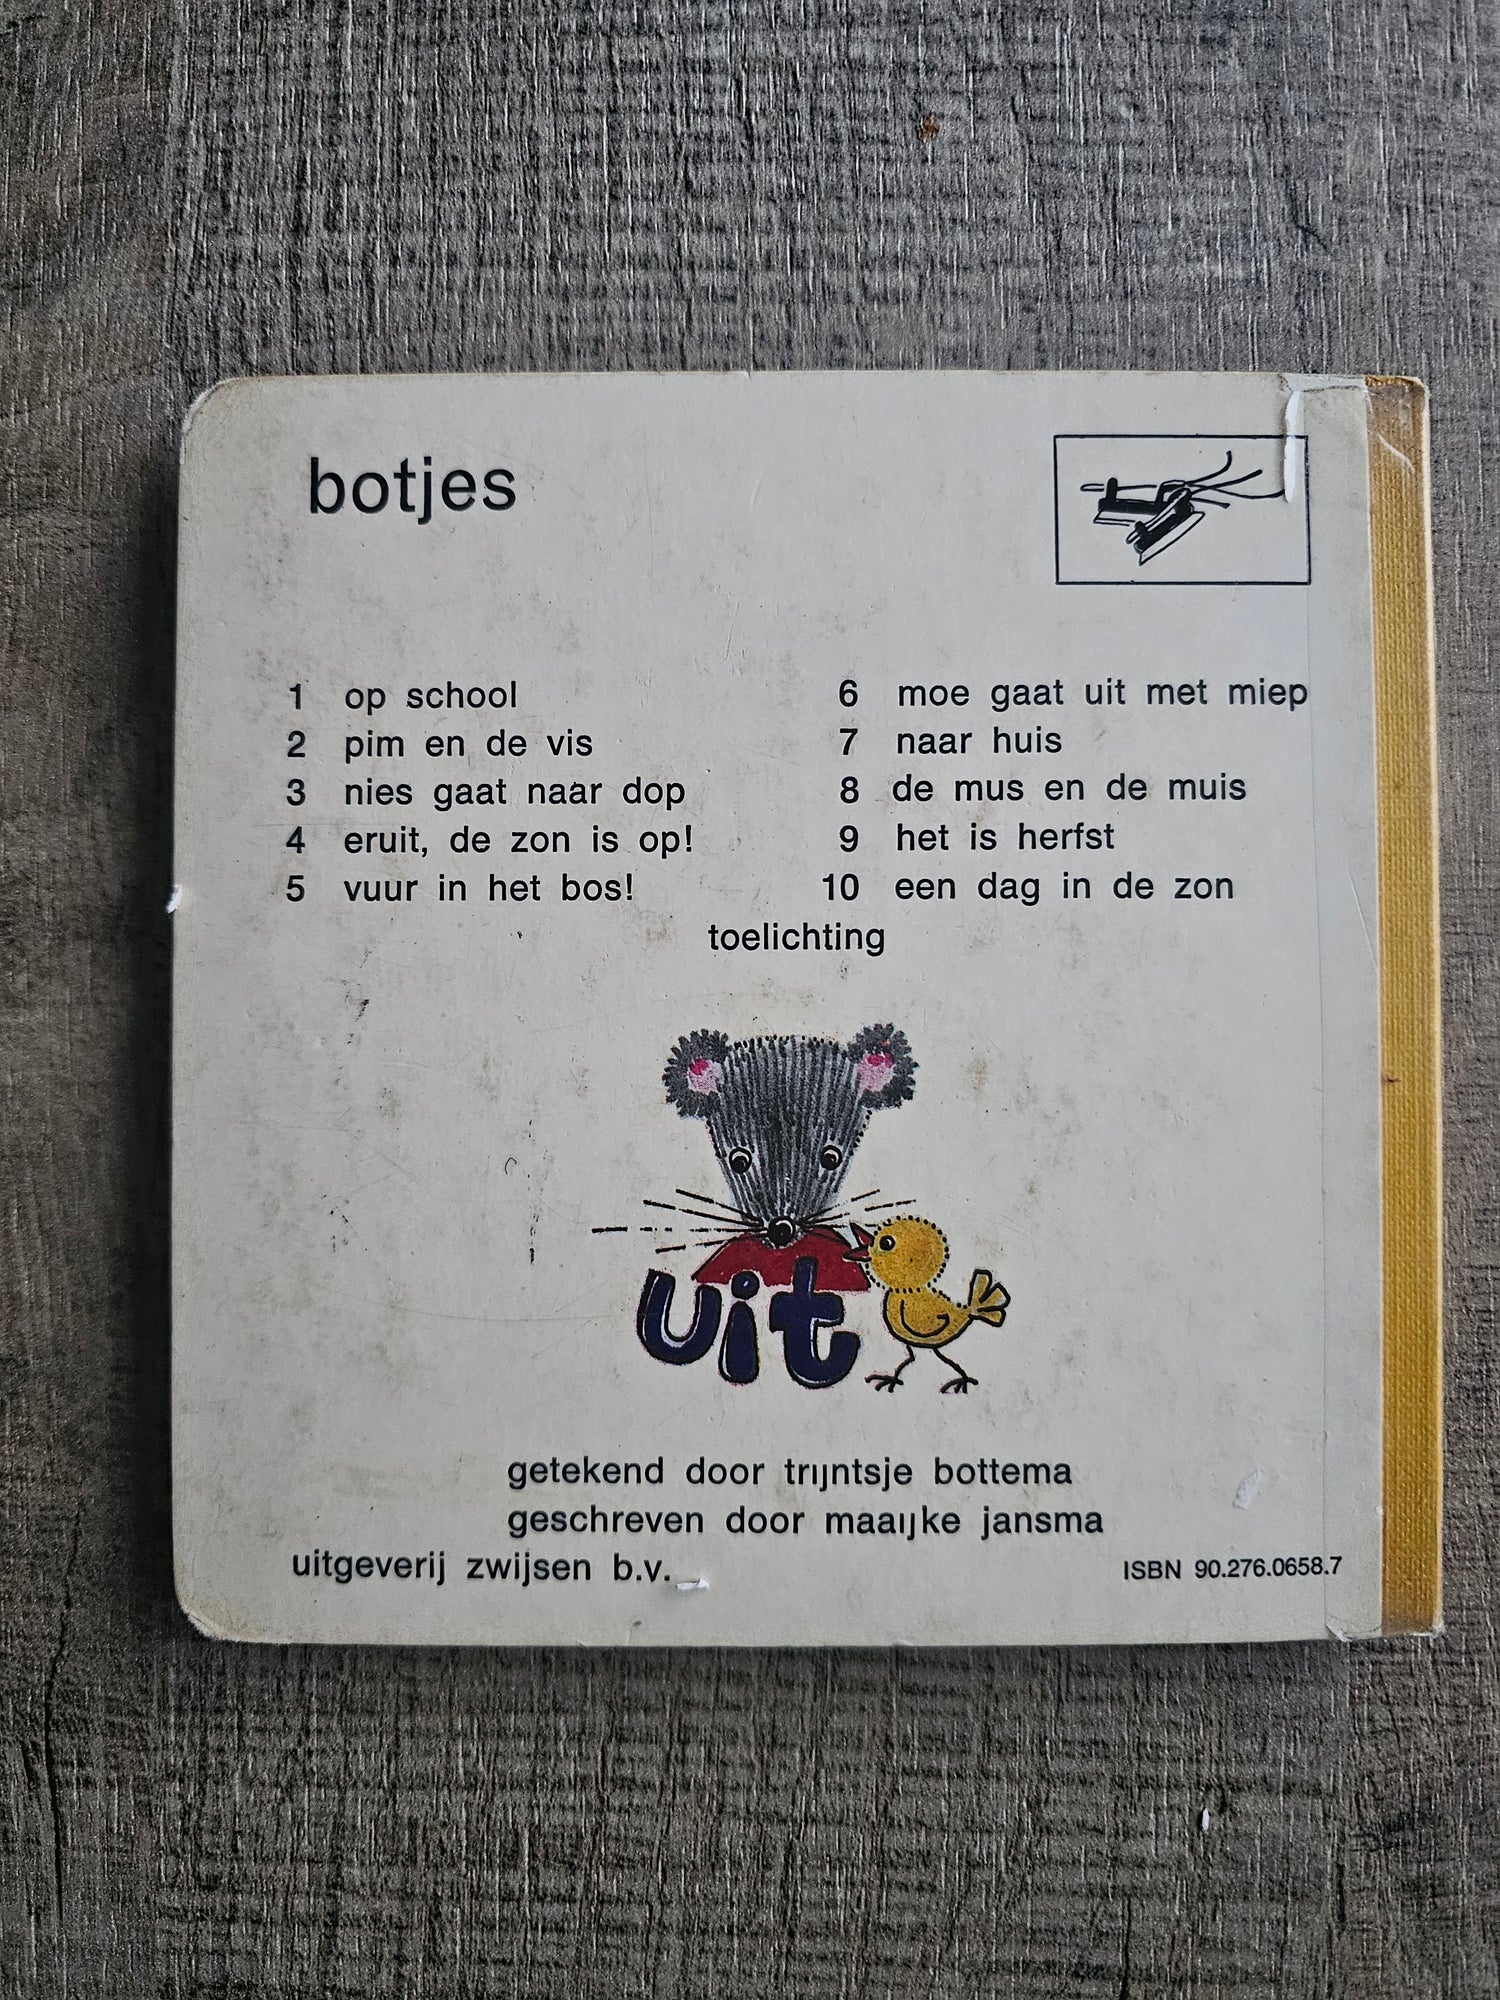 botjes
1 op school
2 pim en de vis
3 nies gaat naar dop
4 eruit, de zon is op!
5 vuur in het bos!
6 moe gaat uit met miep
7 naar huis
8 de mus en de muis
9 het is herfst
10 een dag in de zon
toelichting
uit
getekend door trijntsje bottema
geschreven door maaijke jansma
uitgeverij zwijsen b.v.
ISBN 90.276.0658.7